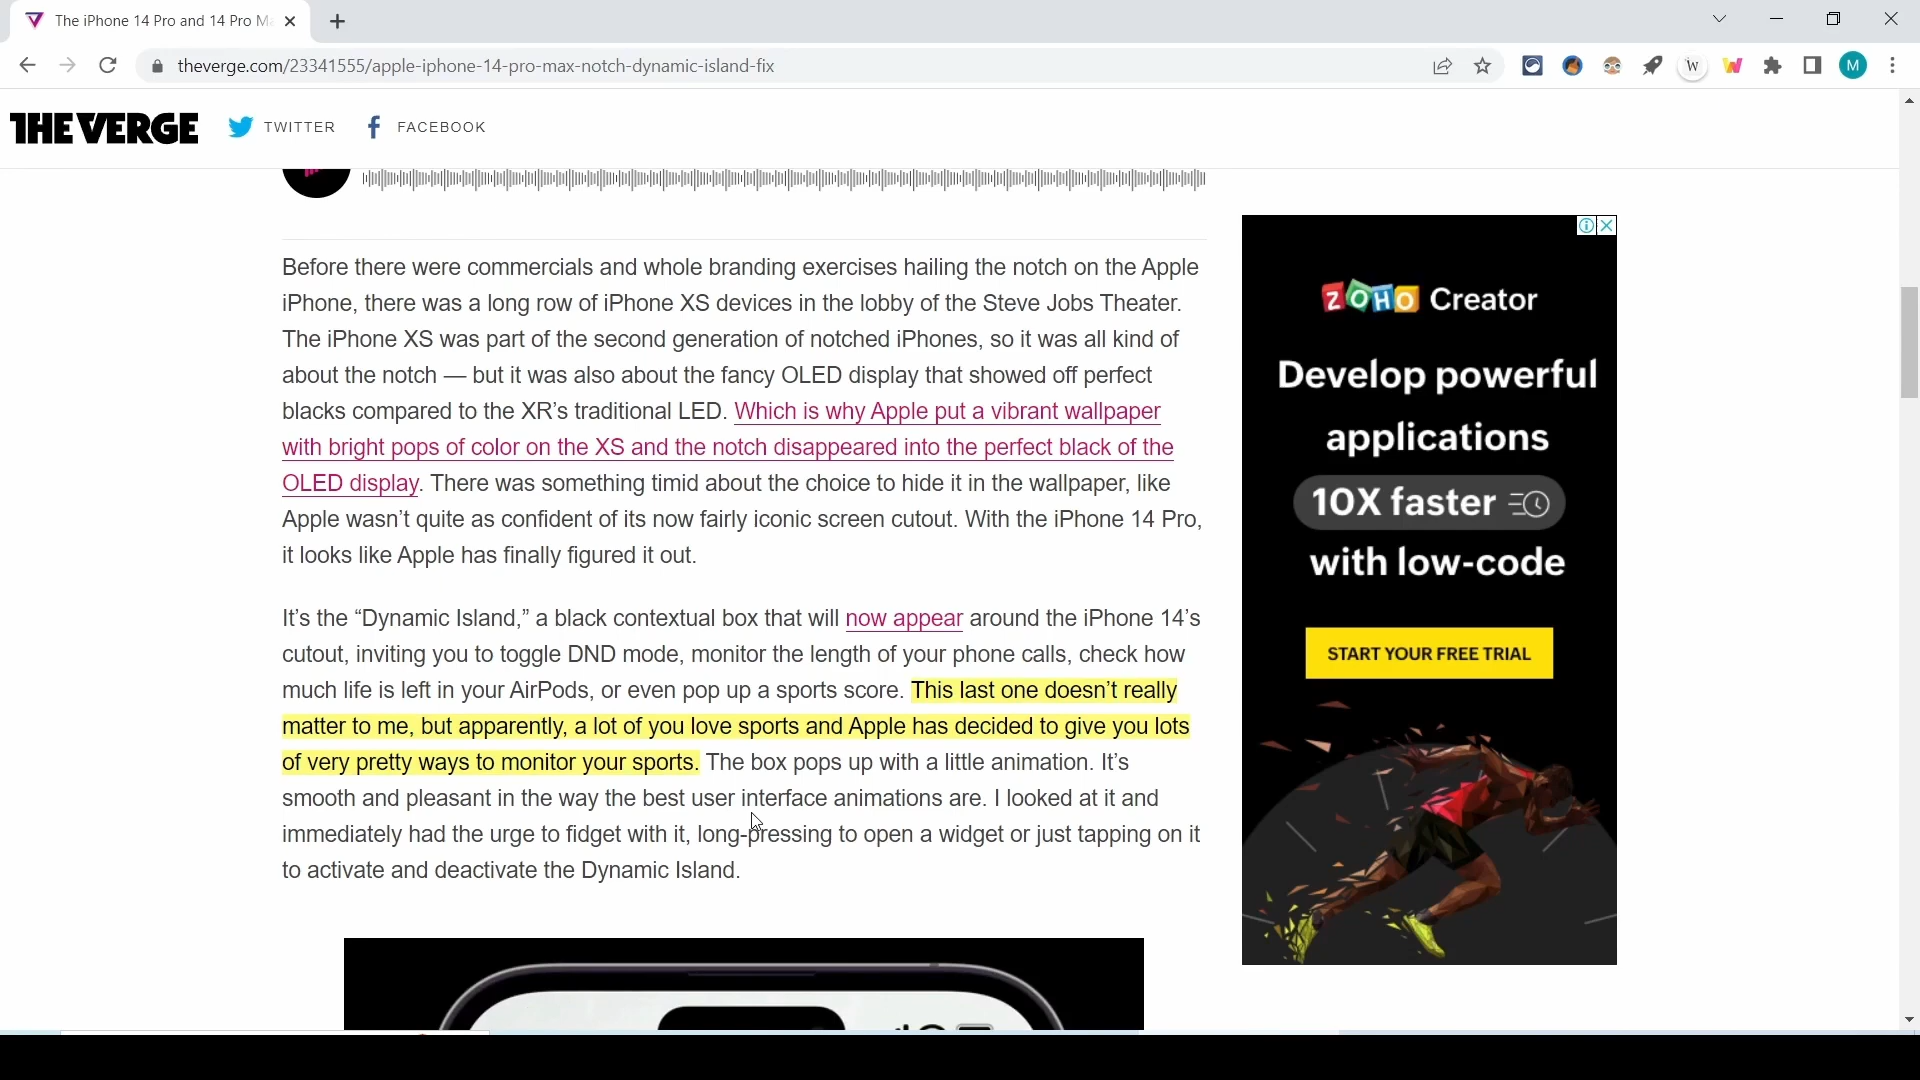 The iPhone 14 Pro and 14 Pro Ma
theverge.com/23341555/apple-iphone-14-pro-max-notch-dynamic-island-fix
W
M
THE VERGE
TWITTER
FACEBOOK
Before there were commercials and whole branding exercises hailing the notch on the Apple
iPhone, there was a long row of iPhone XS devices in the lobby of the Steve Jobs Theater.
The iPhone XS was part of the second generation of notched iPhones, so it was all kind of
about the notch — but it was also about the fancy OLED display that showed off perfect
blacks compared to the XR’s traditional LED. Which is why Apple put a vibrant wallpaper
with bright pops of color on the XS and the notch disappeared into the perfect black of the
OLED display. There was something timid about the choice to hide it in the wallpaper, like
Apple wasn’t quite as confident of its now fairly iconic screen cutout. With the iPhone 14 Pro,
it looks like Apple has finally figured it out.
It’s the “Dynamic Island,” a black contextual box that will now appear around the iPhone 14’s
cutout, inviting you to toggle DND mode, monitor the length of your phone calls, check how
much life is left in your AirPods, or even pop up a sports score. This last one doesn’t really
matter to me, but apparently, a lot of you love sports and Apple has decided to give you lots
of very pretty ways to monitor your sports. The box pops up with a little animation. It’s
smooth and pleasant in the way the best user interface animations are. I looked at it and
immediately had the urge to fidget with it, long-pressing to open a widget or just tapping on it
to activate and deactivate the Dynamic Island.
ZOHO Creator
Develop powerful
applications
10X faster
with low-code
START YOUR FREE TRIAL